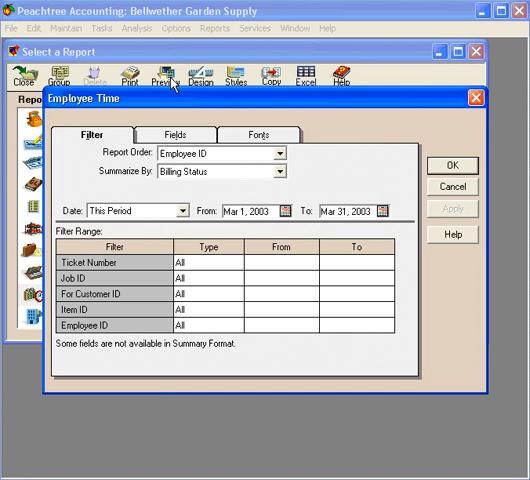 Peachtree Accounting: Bellwether Garden Supply
File Edit Maintain Tasks Analysis Options Reports Services Window Help
Select a Report
Close Group Delete Print Preview Design Styles Copy Excel Help
Repo
Employee Time
Filter Fields Fonts
Report Order: Employee ID
Summarize By: Billing Status
OK
Cancel
Apply
Help
Date: This Period From: Mar 1, 2003 To: Mar 31, 2003
Filter Range:
Filter Type From To
Ticket Number All
Job ID All
For Customer ID All
Item ID All
Employee ID All
Some fields are not available in Summary Format.